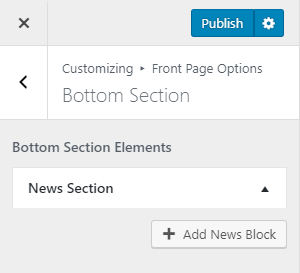 Publish
Customizing ▸ Front Page Options
Bottom Section
Bottom Section Elements
News Section
Add News Block